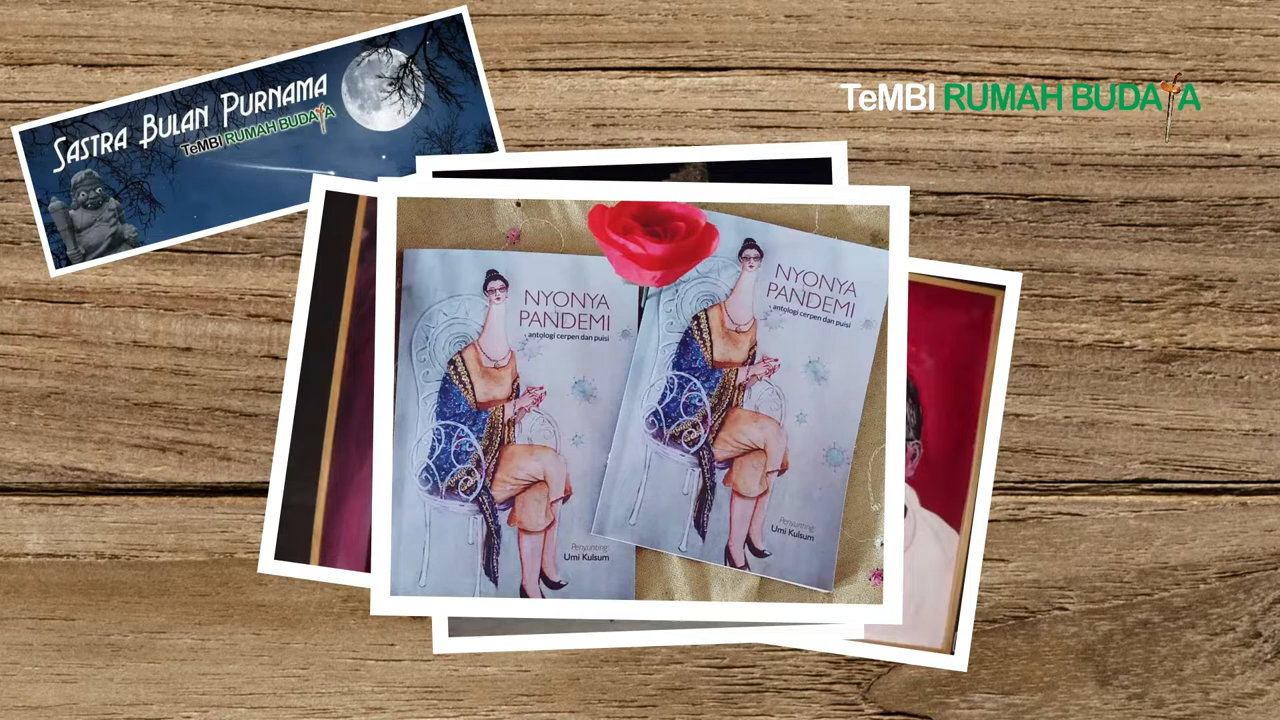 SASTRA BULAN PURNAMA
TeMBI RUMAH BUDAYA
TeMBI RUMAH BUDAYA
NYONYA
PANDEMI
antologi cerpen dan puisi
Penyunting:
Umi Kulsum
NYONYA
PANDEMI
antologi cerpen dan puisi
Penyunting:
Umi Kulsum